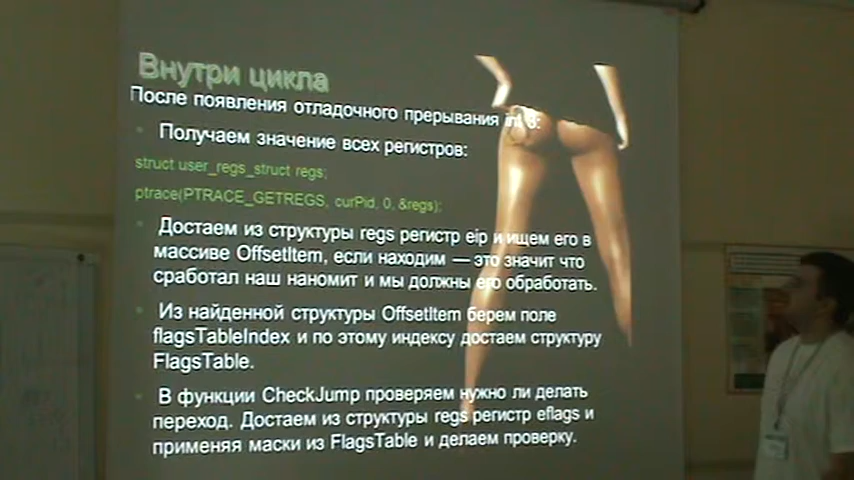 Внутри цикла
После появления отладочного прерывания int 3:
Получаем значение всех регистров:
struct user_regs_struct regs;
ptrace(PTRACE_GETREGS, curPid, 0, &regs);
Достаем из структуры regs регистр eip и ищем его в
массиве OffsetItem, если находим — это значит что
сработал наш наномит и мы должны его обработать.
Из найденной структуры OffsetItem берем поле
flagsTableIndex и по этому индексу достаем структуру
FlagsTable.
В функции CheckJump проверяем нужно ли делать
переход. Достаем из структуры regs регистр eflags и
применяя маски из FlagsTable и делаем проверку.